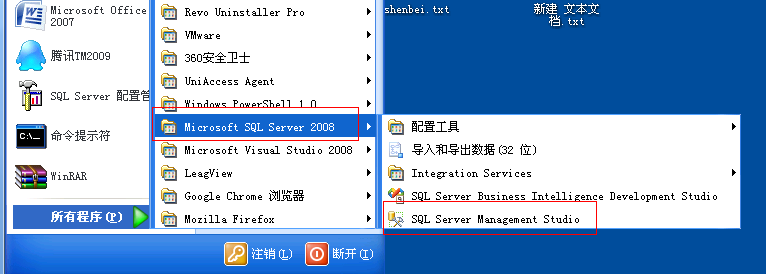 Microsoft Office
2007
腾讯TM2009
SQL Server 配置管
命令提示符
WinRAR
所有程序(P)
Revo Uninstaller Pro
VMware
360安全卫士
UniAccess Agent
Windows PowerShell 1.0
Microsoft SQL Server 2008
Microsoft Visual Studio 2008
LeagView
Google Chrome 浏览器
Mozilla Firefox
注销(L)
断开(I)
shenbei.txt
新建 文本文
档.txt
配置工具
导入和导出数据(32 位)
Integration Services
SQL Server Business Intelligence Development Studio
SQL Server Management Studio